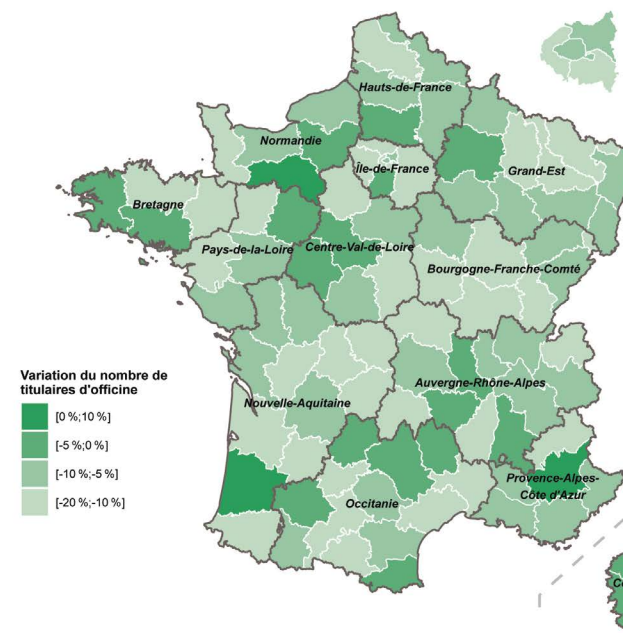 Hauts-de-France
Normandie
Île-de-France
Grand-Est
Bretagne
Pays-de-la-Loire
Centre-Val-de-Loire
Bourgogne-Franche-Comté
Variation du nombre de
titulaires d'officine
[0 %;10 %]
[-5 %;0 %]
[-10 %;-5 %]
[-20 %;-10 %]
Auvergne-Rhône-Alpes
Nouvelle-Aquitaine
Occitanie
Provence-Alpes-
Côte d'Azur